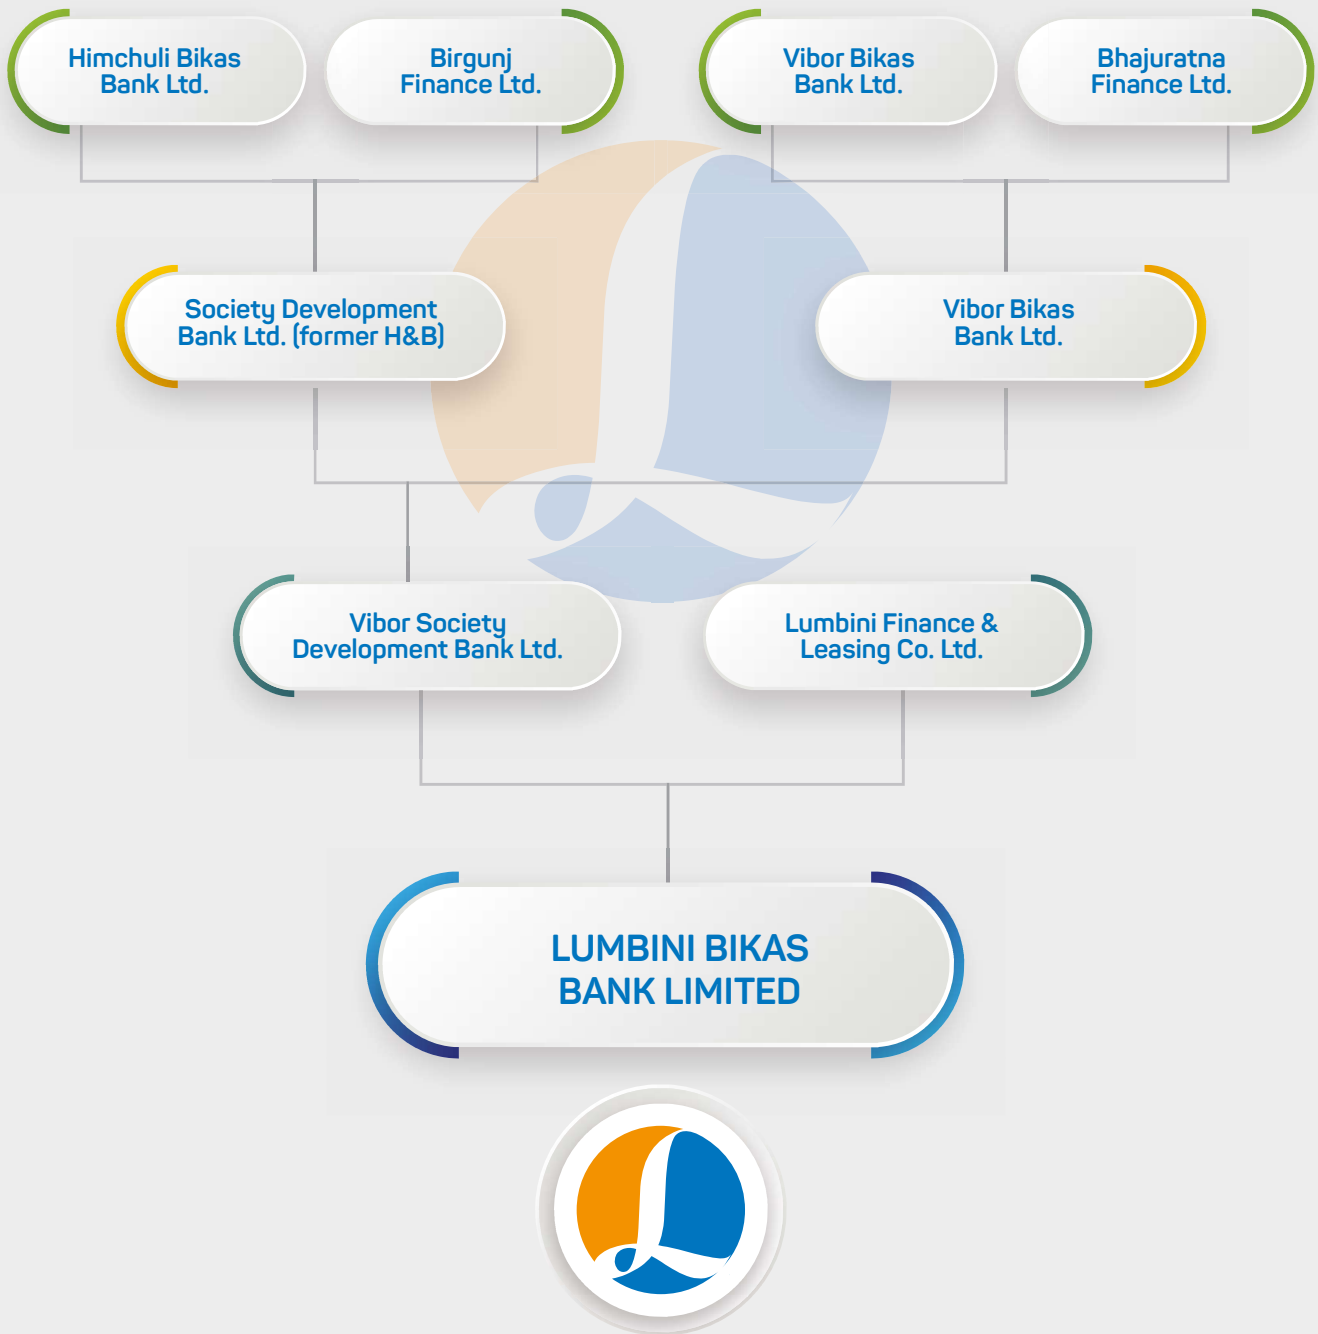 Himchuli Bikas
Bank Ltd.
Birgunj
Finance Ltd.
Vibor Bikas
Bank Ltd.
Bhajuratna
Finance Ltd.
Society Development
Bank Ltd. (former H&B)
Vibor Bikas
Bank Ltd.
Vibor Society
Development Bank Ltd.
Lumbini Finance &
Leasing Co. Ltd.
LUMBINI BIKAS
BANK LIMITED